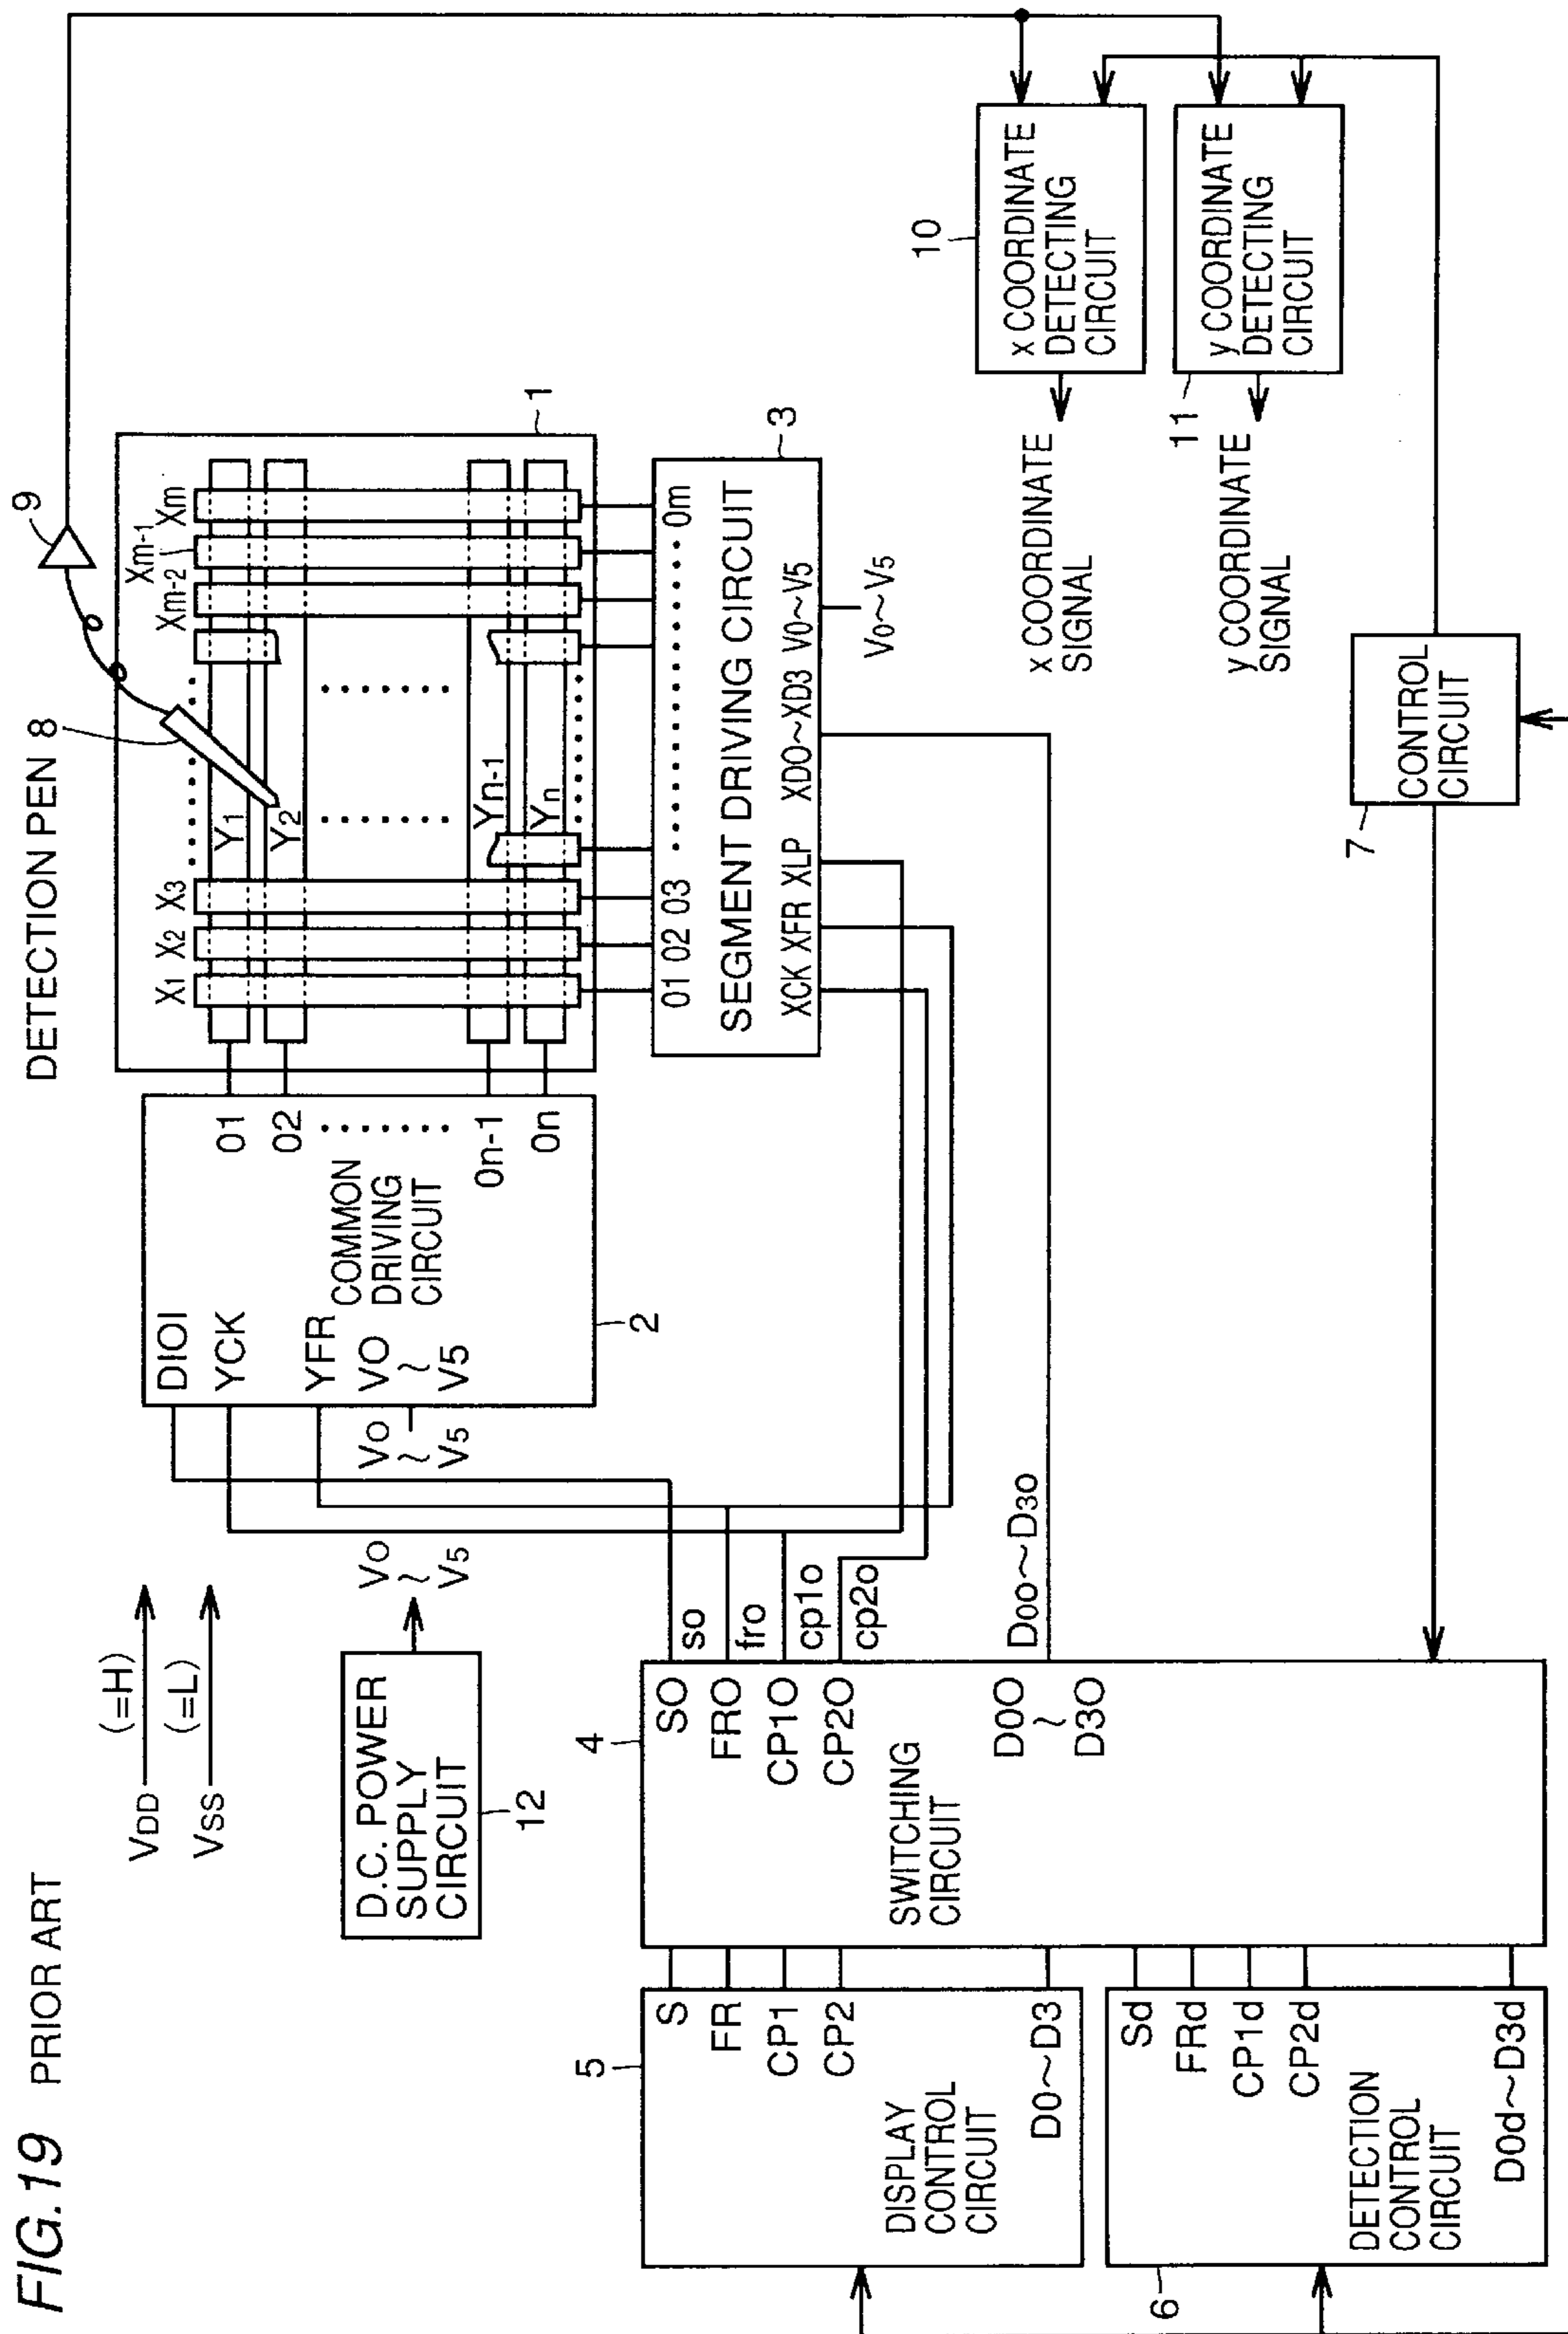 FIG.19 PRIOR ART
VDD (=H)
VSS (=L)
D.C. POWER
SUPPLY
CIRCUIT
12
V0
~
V5
V0
~
V5
DIOI
YCK
YFR
V0
~
V5
COMMON
DRIVING
CIRCUIT
01
02
·······
0n-1
0n
2
DETECTION PEN 8
9
1
X1 X2 X3 ······· Xm-2 Xm-1 Xm
Y1
Y2
·······
·······
Yn-1
Yn
·······
01 02 03 ·············· 0m
SEGMENT DRIVING CIRCUIT
XCK XFR XLP XD0~XD3 V0~V5
3
V0~V5
5
S
FR
CP1
CP2
D0~D3
DISPLAY
CONTROL
CIRCUIT
6
Sd
FRd
CP1d
CP2d
D0d~D3d
DETECTION
CONTROL
CIRCUIT
4
SO
FRO
CP1O
CP2O
D0O
~
D3O
SWITCHING
CIRCUIT
so
fro
cp1o
cp2o
D00~D30
7
CONTROL
CIRCUIT
10
x COORDINATE
DETECTING
CIRCUIT
x COORDINATE
SIGNAL
11
y COORDINATE
DETECTING
CIRCUIT
y COORDINATE
SIGNAL